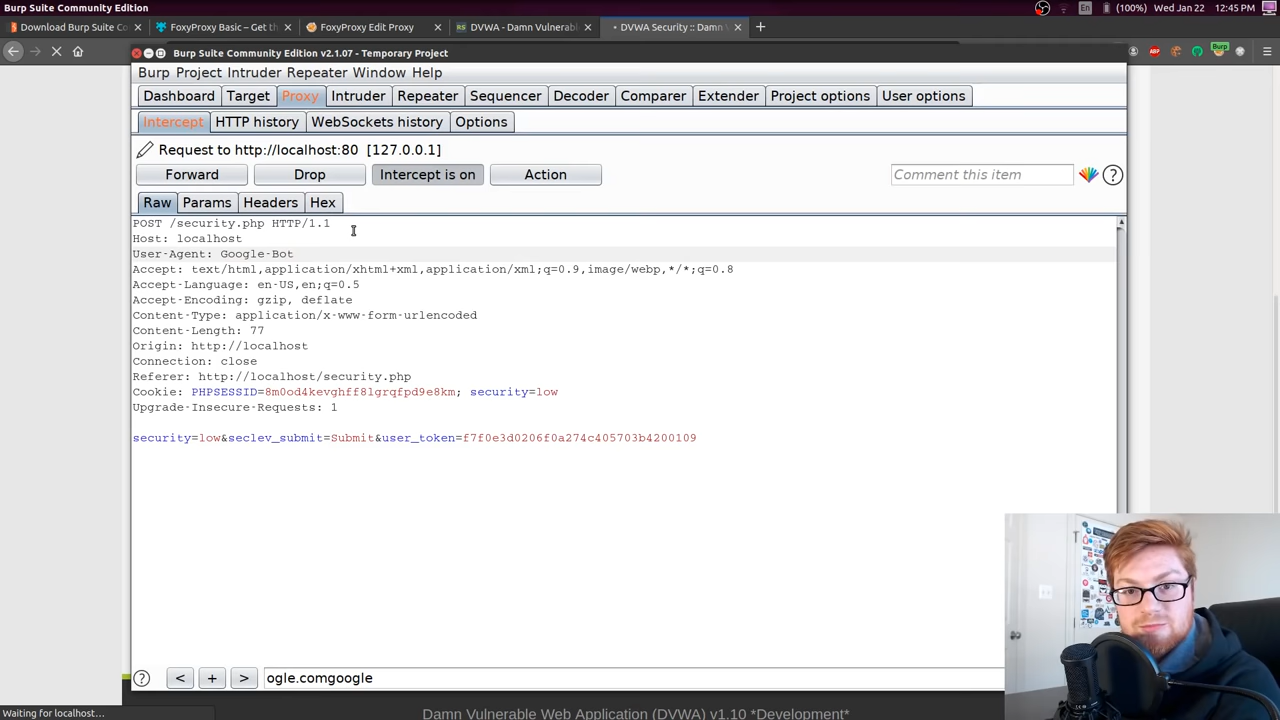 Burp Suite Community Edition
(100%) Wed Jan 22 12:45 PM
En
Download Burp Suite Co
FoxyProxy Basic – Get th
FoxyProxy Edit Proxy
DVWA - Damn Vulnerabl
DVWA Security :: Damn V
ABP
Burp
Burp Suite Community Edition v2.1.07 - Temporary Project
Burp Project Intruder Repeater Window Help
Dashboard Target Proxy Intruder Repeater Sequencer Decoder Comparer Extender Project options User options
Intercept HTTP history WebSockets history Options
Request to http://localhost:80 [127.0.0.1]
Forward Drop Intercept is on Action Comment this item ?
Raw Params Headers Hex
POST /security.php HTTP/1.1
Host: localhost
User-Agent: Google-Bot
Accept: text/html,application/xhtml+xml,application/xml;q=0.9,image/webp,*/*;q=0.8
Accept-Language: en-US,en;q=0.5
Accept-Encoding: gzip, deflate
Content-Type: application/x-www-form-urlencoded
Content-Length: 77
Origin: http://localhost
Connection: close
Referer: http://localhost/security.php
Cookie: PHPSESSID=8m0od4kevghff81grqfpd9e8km; security=low
Upgrade-Insecure-Requests: 1
security=low&seclev_submit=Submit&user_token=f7f0e3d0206f0a274c405703b4200109
? < + > ogle.comgoogle
Waiting for localhost...
Damn Vulnerable Web Application (DVWA) v1.10 *Development*